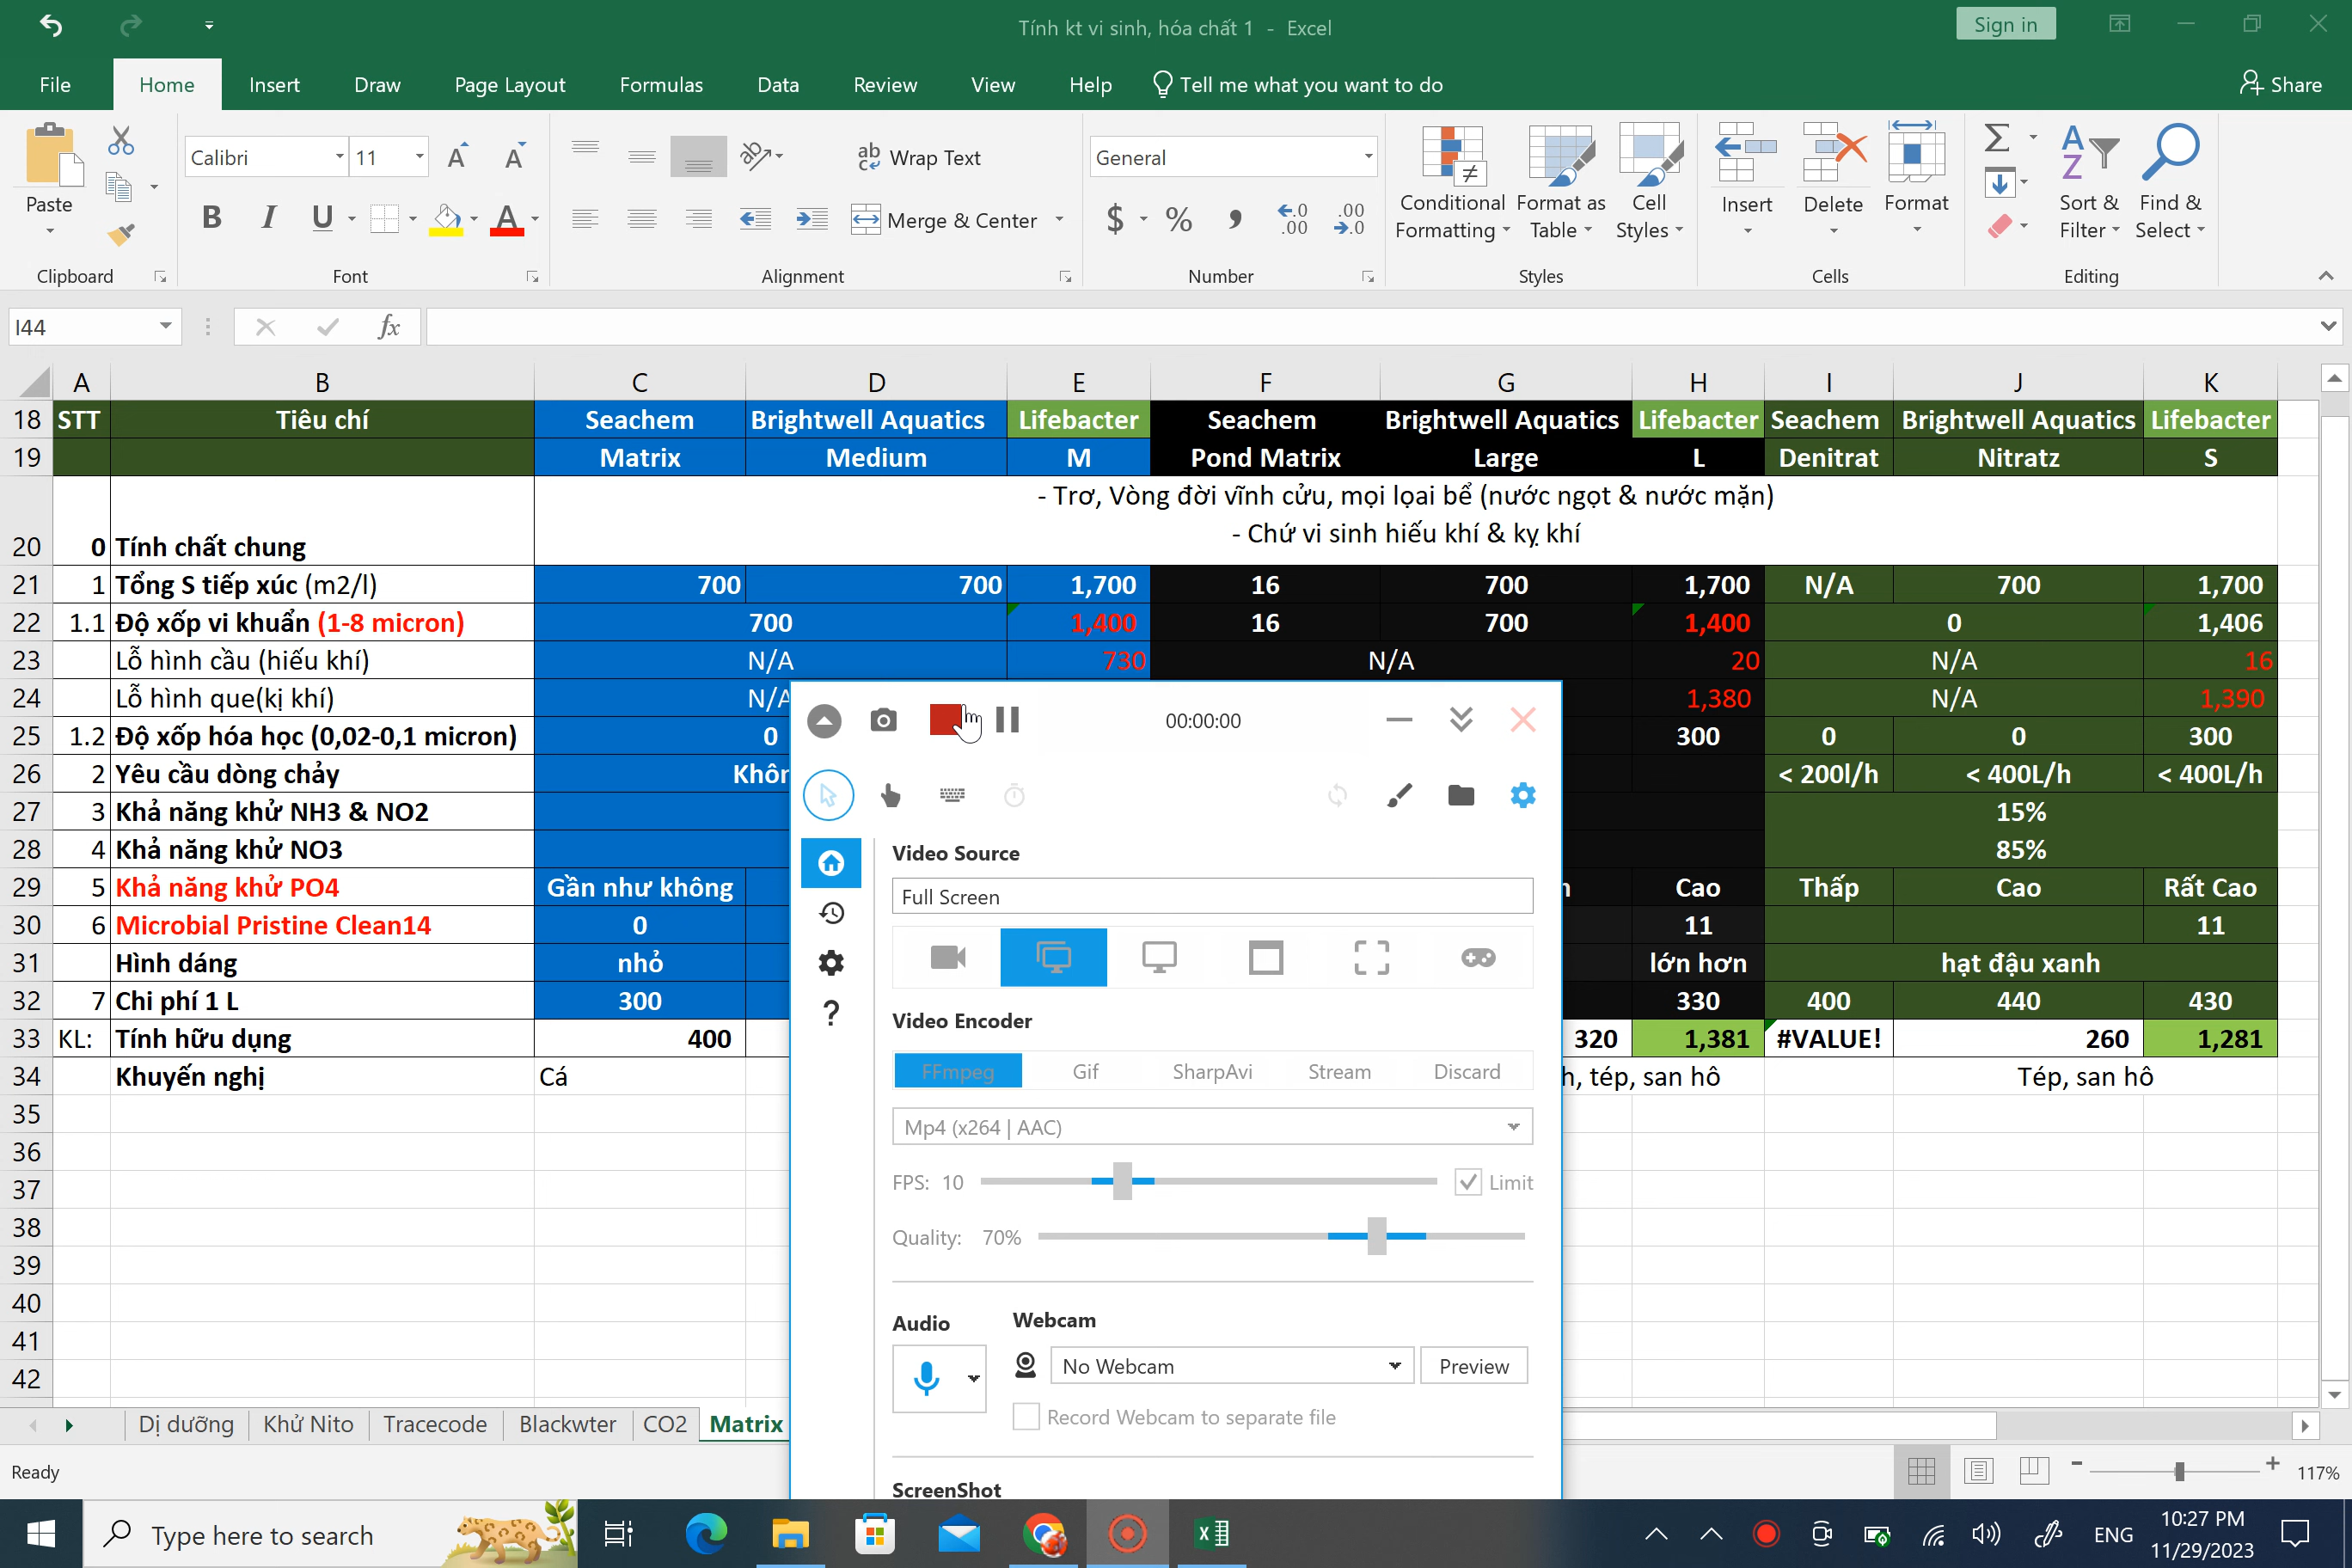 Tính kt vi sinh, hóa chất 1 - Excel
Sign in
File Home Insert Draw Page Layout Formulas Data Review View Help Tell me what you want to do Share
Paste
Clipboard
Calibri 11
B I U
Font
ab Wrap Text
Merge & Center
Alignment
General
$ % ,
Number
Conditional Formatting
Format as Table
Cell Styles
Styles
Insert
Delete
Format
Cells
Sort & Filter
Find & Select
Editing
I44 fx
A B C D E F G H I J K
18 STT Tiêu chí Seachem Brightwell Aquatics Lifebacter Seachem Brightwell Aquatics Lifebacter Seachem Brightwell Aquatics Lifebacter
19 Matrix Medium M Pond Matrix Large L Denitrat Nitratz S
- Trơ, Vòng đời vĩnh cửu, mọi lọai bể (nước ngọt & nước mặn)
20 0 Tính chất chung - Chứ vi sinh hiếu khí & kỵ khí
21 1 Tổng S tiếp xúc (m2/l) 700 700 1,700 16 700 1,700 N/A 700 1,700
22 1.1 Độ xốp vi khuẩn (1-8 micron) 700 1,400 16 700 1,400 0 1,406
23 Lỗ hình cầu (hiếu khí) N/A 730 N/A 20 N/A 16
24 Lỗ hình que(kị khí) N/A 1,380 N/A 1,390
25 1.2 Độ xốp hóa học (0,02-0,1 micron) 0 300 0 0 300
26 2 Yêu cầu dòng chảy Khôn < 200l/h < 400L/h < 400L/h
27 3 Khả năng khử NH3 & NO2 15%
28 4 Khả năng khử NO3 85%
29 5 Khả năng khử PO4 Gần như không Cao Thấp Cao Rất Cao
30 6 Microbial Pristine Clean14 0 11 11
31 Hình dáng nhỏ lớn hơn hạt đậu xanh
32 7 Chi phí 1 L 300 330 400 440 430
33 KL: Tính hữu dụng 400 320 1,381 #VALUE! 260 1,281
34 Khuyến nghị Cá h, tép, san hô Tép, san hô
35
36
37
38
39
40
41
42
00:00:00
Video Source
Full Screen
Video Encoder
FFmpeg Gif SharpAvi Stream Discard
Mp4 (x264 | AAC)
FPS: 10 Limit
Quality: 70%
Audio Webcam
No Webcam Preview
Record Webcam to separate file
ScreenShot
Dị dưỡng Khử Nito Tracecode Blackwter CO2 Matrix
Ready 117%
Type here to search
ENG
10:27 PM
11/29/2023